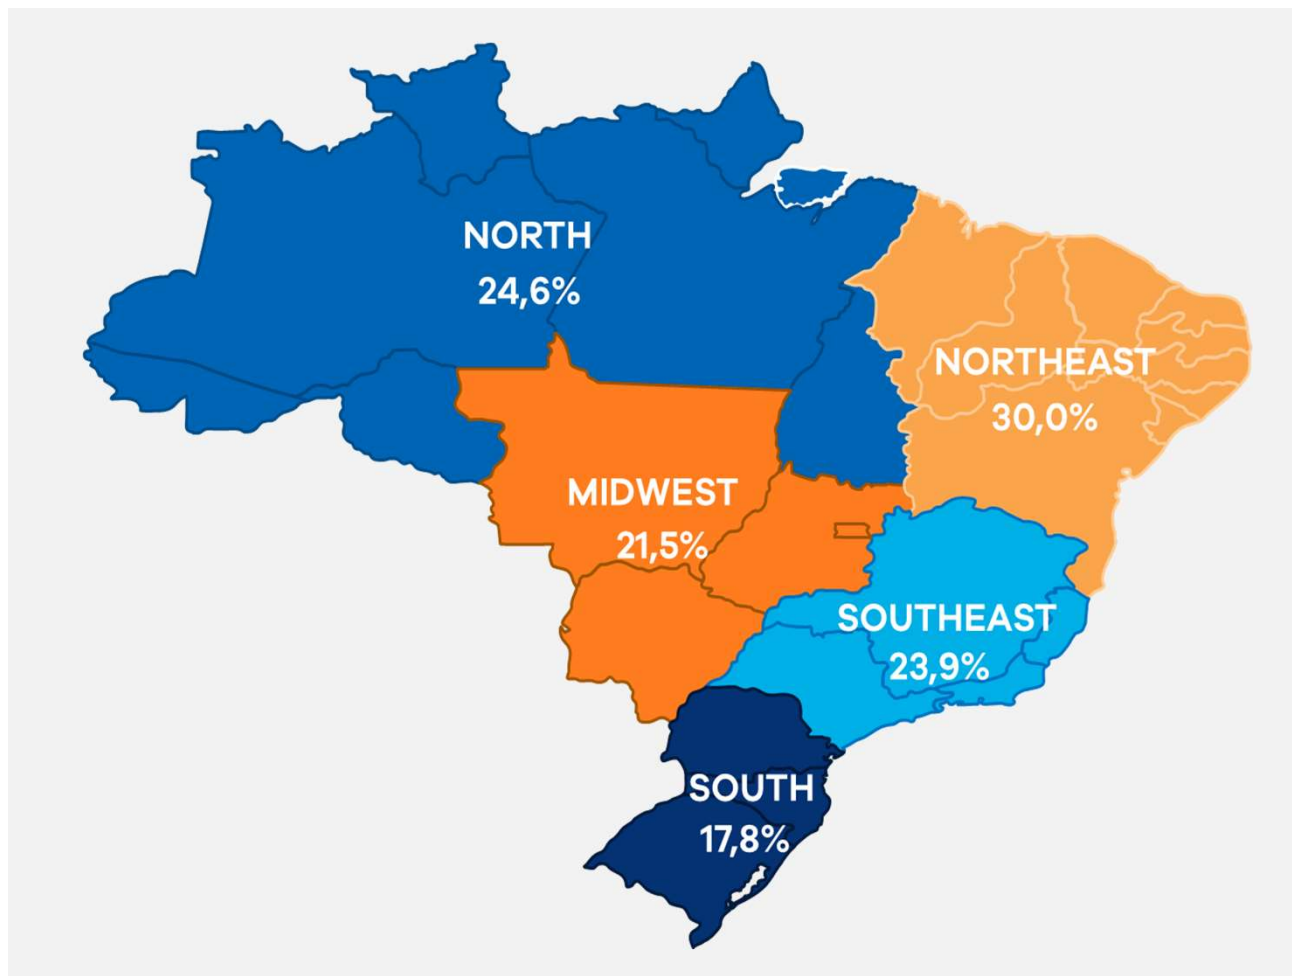 NORTH
24,6%
NORTHEAST
30,0%
MIDWEST
21,5%
SOUTHEAST
23,9%
SOUTH
17,8%